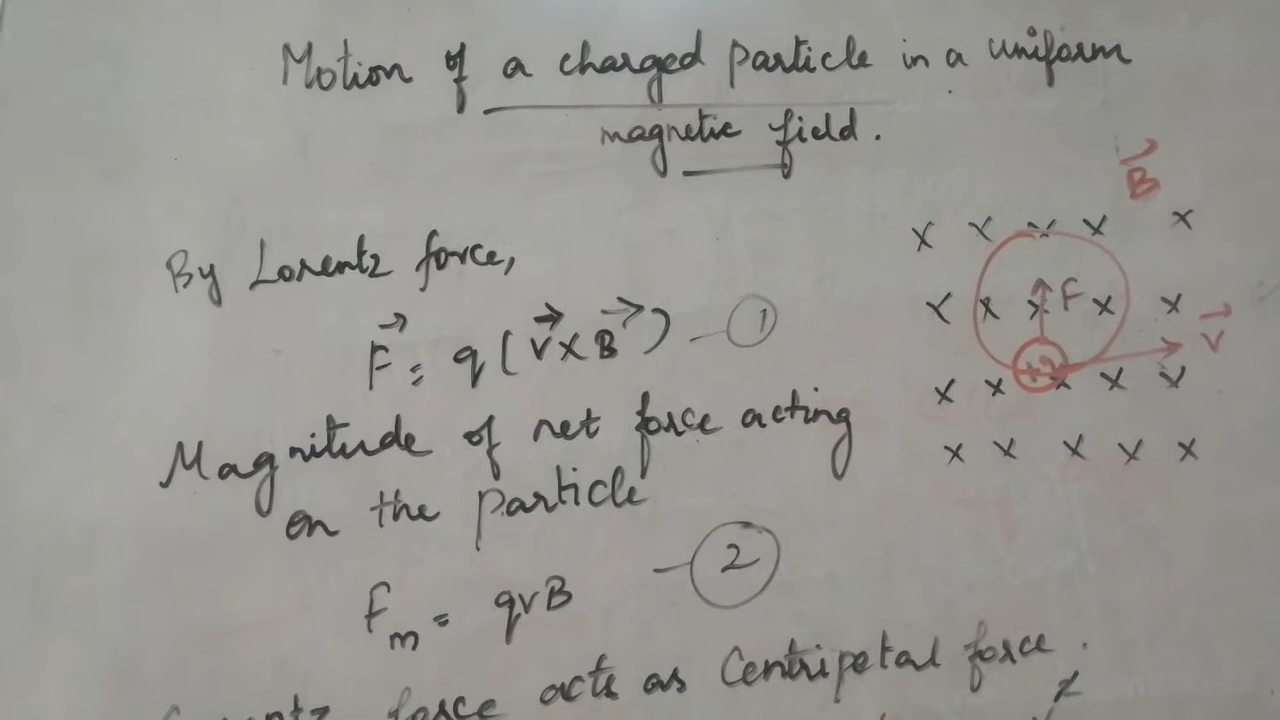 Motion of a charged particle in a uniform
magnetic field.
B⃗
x x x x x
By Lorentz force,
x x x F x x
F⃗ = q (v⃗ x B⃗) - ①
v⃗
x x x x x
Magnitude of net force acting
x x x x x
on the particle
Fm = qvB - ②
force acts as Centripetal force.